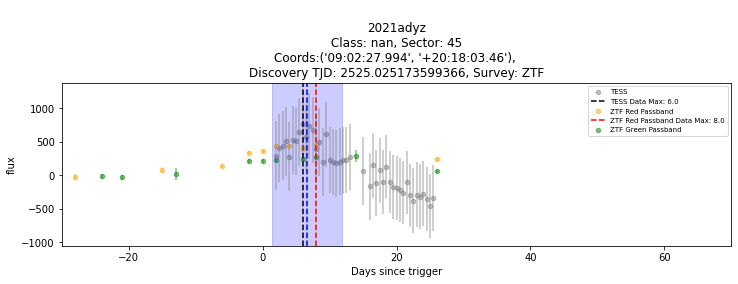 2021adyz
Class: nan, Sector: 45
Coords:('09:02:27.994', '+20:18:03.46'),
Discovery TJD: 2525.025173599366, Survey: ZTF
TESS
TESS Data Max: 6.0
ZTF Red Passband
ZTF Red Passband Data Max: 8.0
ZTF Green Passband
1000
500
0
−500
−1000
flux
−20
0
20
40
60
Days since trigger